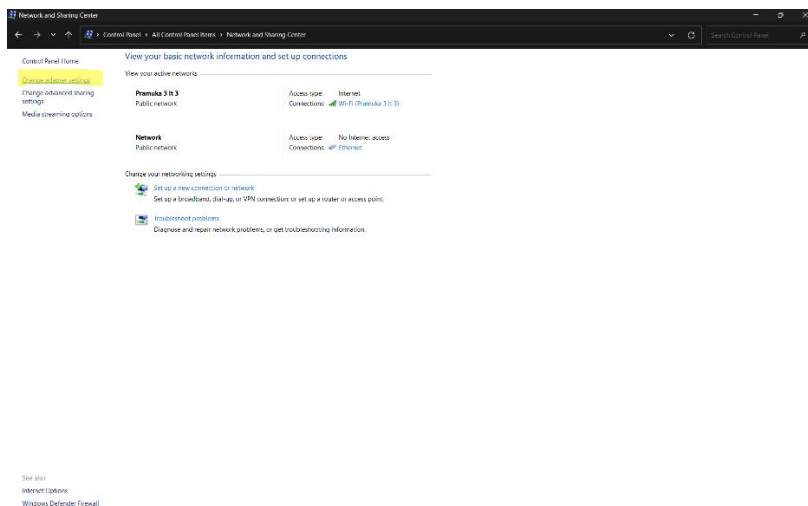 Network and Sharing Center
Control Panel > All Control Panel Items > Network and Sharing Center
Search Control Panel
Control Panel Home
Change adapter settings
Change advanced sharing
settings
Media streaming options
View your basic network information and set up connections
View your active networks
Pramuka 3 lt 3
Public network
Access type: Internet
Connections: Wi-Fi (Pramuka 3 lt 3)
Network
Public network
Access type: No Internet access
Connections: Ethernet
Change your networking settings
Set up a new connection or network
Set up a broadband, dial-up, or VPN connection; or set up a router or access point.
Troubleshoot problems
Diagnose and repair network problems, or get troubleshooting information.
See also
Internet Options
Windows Defender Firewall